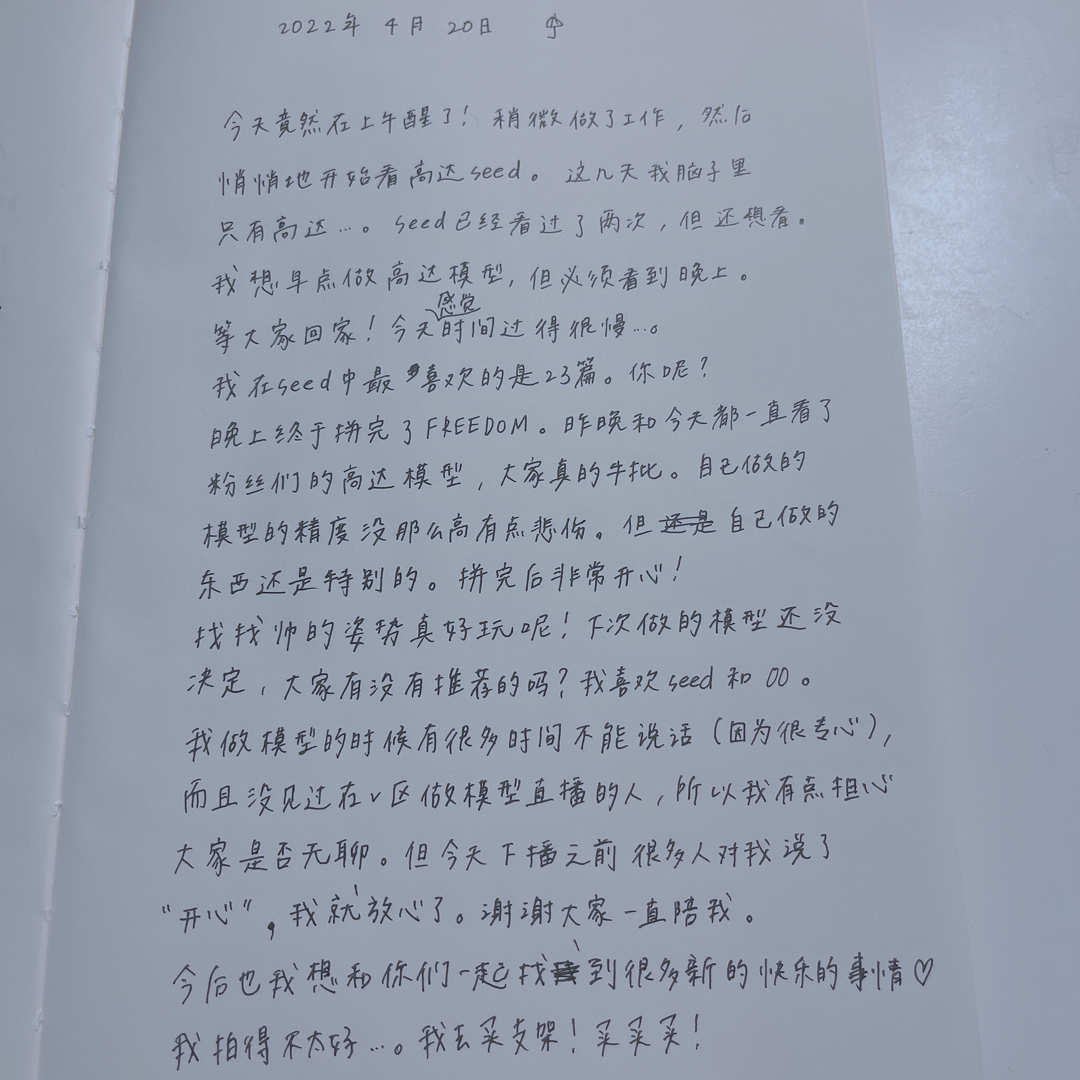 2022年 4月 20日 ☂
今天竟然在上午醒了！稍微做了工作，然后
悄悄地开始看高达seed。这几天我脑子里
只有高达…。seed已经看过了两次，但还想看。
我想早点做高达模型，但必须看到晚上。
等大家回家！今天感觉时间过得很慢…。
我在seed中最喜欢的是23篇。你呢？
晚上终于拼完了FREEDOM。昨晚和今天都一直看了
粉丝们的高达模型，大家真的牛批。自己做的
模型的精度没那么高有点悲伤。但还是自己做的
东西还是特别的。拼完后非常开心！
找找帅的姿势真好玩呢！下次做的模型还没
决定，大家有没有推荐的吗？我喜欢seed和00。
我做模型的时候有很多时间不能说话（因为很专心），
而且没见过在v区做模型直播的人，所以我有点担心
大家是否无聊。但今天下播之前很多人对我说了
“开心”，我就放心了。谢谢大家一直陪我。
今后也我想和你们一起找到很多新的快乐的事情♡
我拍得不太好…。我去买支架！买买买！